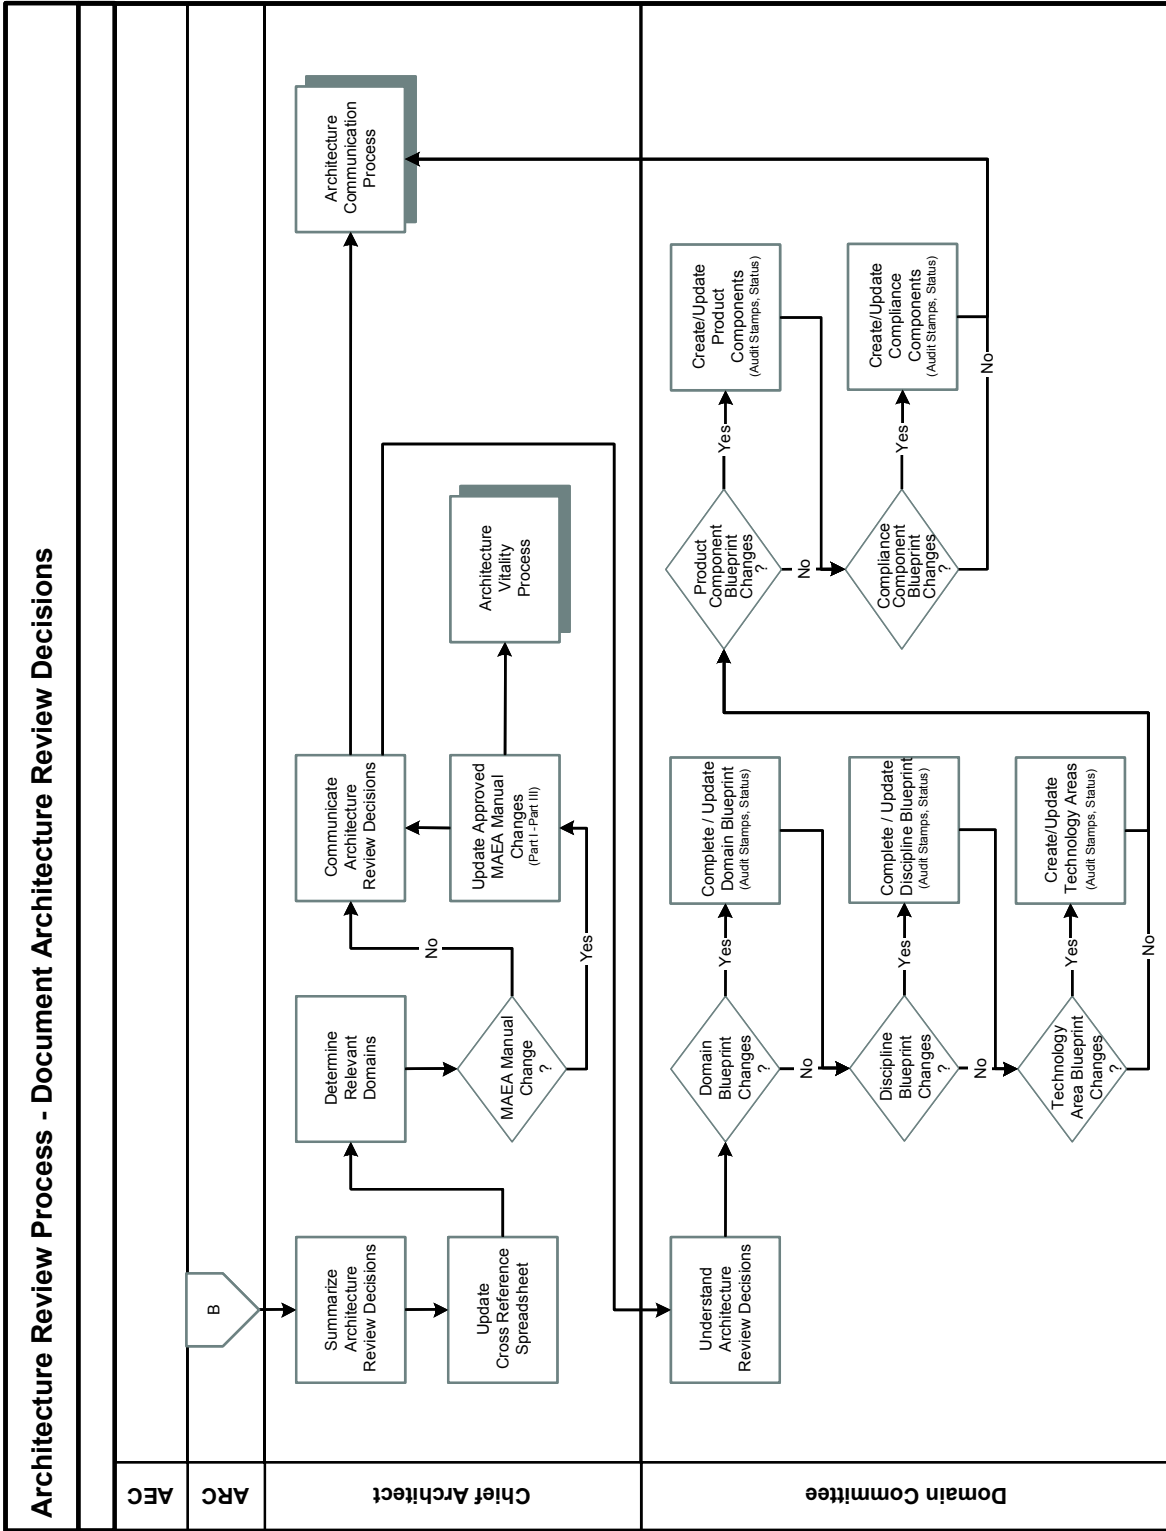 Architecture Review Process - Document Architecture Review Decisions
AEC
ARC
B
Chief Architect
Summarize
Architecture
Review Decisions
Update
Cross Reference
Spreadsheet
Determine
Relevant
Domains
MAEA Manual
Change
?
No
Yes
Communicate
Architecture
Review Decisions
Update Approved
MAEA Manual
Changes
(Part I -Part III)
Architecture
Vitality
Process
Architecture
Communication
Process
Domain Committee
Understand
Architecture
Review Decisions
Domain
Blueprint
Changes
?
Yes
No
Complete / Update
Domain Blueprint
(Audit Stamps, Status)
Discipline
Blueprint
Changes
?
Yes
No
Complete / Update
Discipline Blueprint
(Audit Stamps, Status)
Technology
Area Blueprint
Changes
?
Yes
No
Create/Update
Technology Areas
(Audit Stamps, Status)
Product
Component
Blueprint
Changes
?
Yes
No
Create/Update
Product
Components
(Audit Stamps, Status)
Compliance
Component
Blueprint
Changes
?
Yes
No
Create/Update
Compliance
Components
(Audit Stamps, Status)